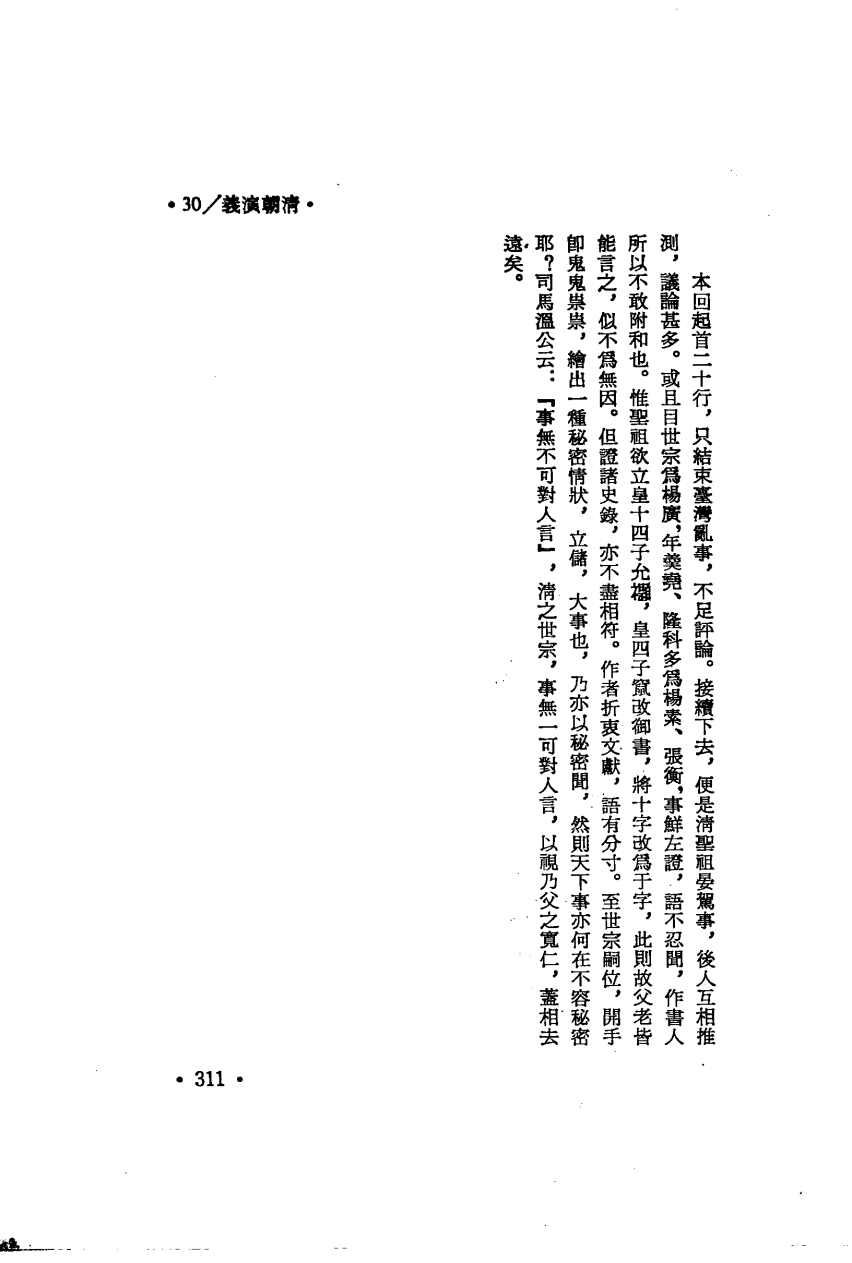 •30／義演朝清•
本回起首二十行，只結束臺灣亂事，不足評論。接續下去，便是清聖祖晏駕事，後人互相推
測，議論甚多。或且目世宗爲楊廣，年羹堯、隆科多爲楊素、張衡，事鮮左證，語不忍聞，作書人
所以不敢附和也。惟聖祖欲立皇十四子允禵，皇四子竄改御書，將十字改爲于字，此則故父老皆
能言之，似不爲無因。但證諸史錄，亦不盡相符。作者折衷文獻，語有分寸。至世宗嗣位，開手
卽鬼鬼祟祟，繪出一種秘密情狀，立儲，大事也，乃亦以秘密聞，然則天下事亦何在不容秘密
耶？司馬溫公云：『事無不可對人言』，清之世宗，事無一可對人言，以視乃父之寬仁，蓋相去
遠矣。
• 311 •